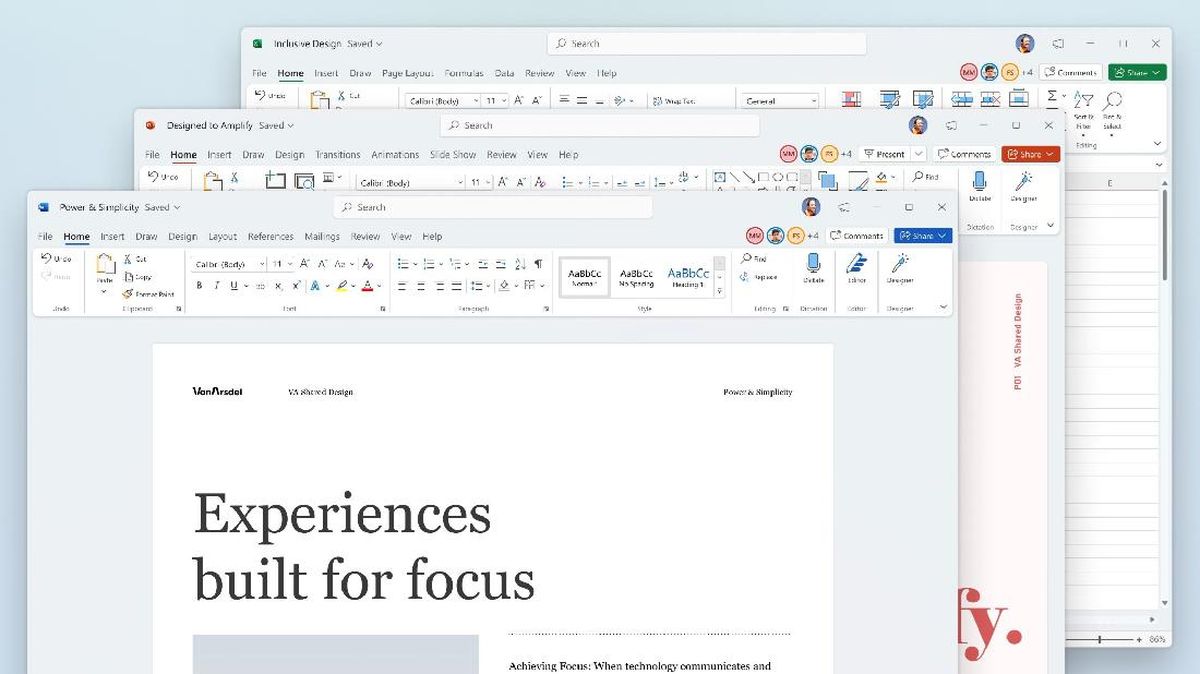 Inclusive Design Saved
Search
File Home Insert Draw Page Layout Formulas Data Review View Help
MM FS +4 Comments Share
Undo Cut Calibri (Body) 11 A A Wrap Text General Σ
Sort & Filter
Find & Select
Editing
E
86%
Designed to Amplify Saved
Search
File Home Insert Draw Design Transitions Animations Slide Show Review View Help
MM FS +4 Present Comments Share
Undo Calibri (Body) 11 A A A Find
Dictate Designer
Dictation Designer
P01 VA Shared Design
fy.
Power & Simplicity Saved
Search
File Home Insert Draw Design Layout References Mailings Review View Help
MM FS +4 Comments Share
Undo Paste Cut Calibri (Body) 11 A A Aa A AaBbCc AaBbCc AaBbCc Find
Copy Normal No Spacing Heading 1 Replace Dictate Editor Designer
Format Paint B I U ab x x A A
Undo Clipboard Font Paragraph Style Editing Dictation Editor Designer
VanArsdel VA Shared Design Power & Simplicity
Experiences
built for focus
Achieving Focus: When technology communicates and